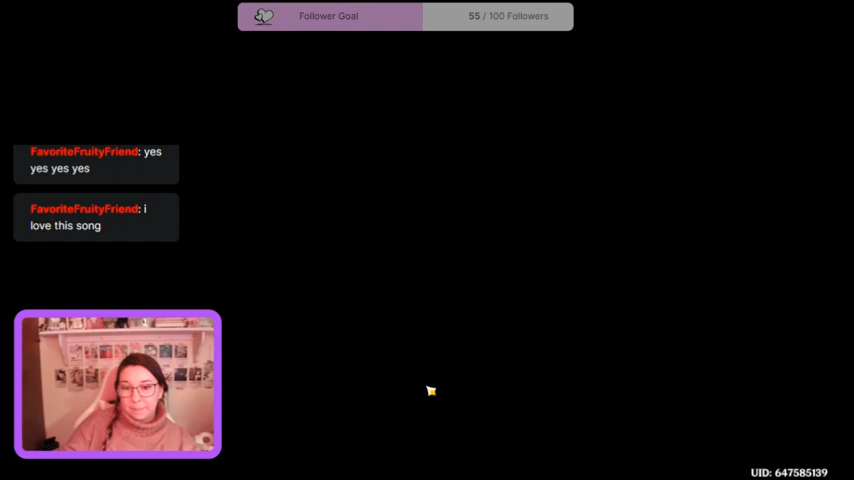 Follower Goal 55 / 100 Followers
FavoriteFruityFriend: yes
yes yes yes
FavoriteFruityFriend: i
love this song
UID: 647585139